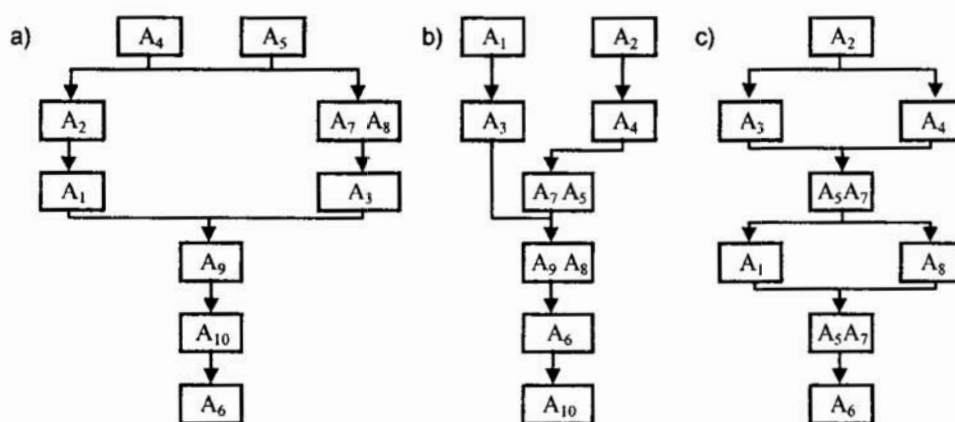 a)
A₄
A₅
A₂
A₇ A₈
A₁
A₃
A₉
A₁₀
A₆
b)
A₁
A₂
A₃
A₄
A₇ A₅
A₉ A₈
A₆
A₁₀
c)
A₂
A₃
A₄
A₅A₇
A₁
A₈
A₅A₇
A₆